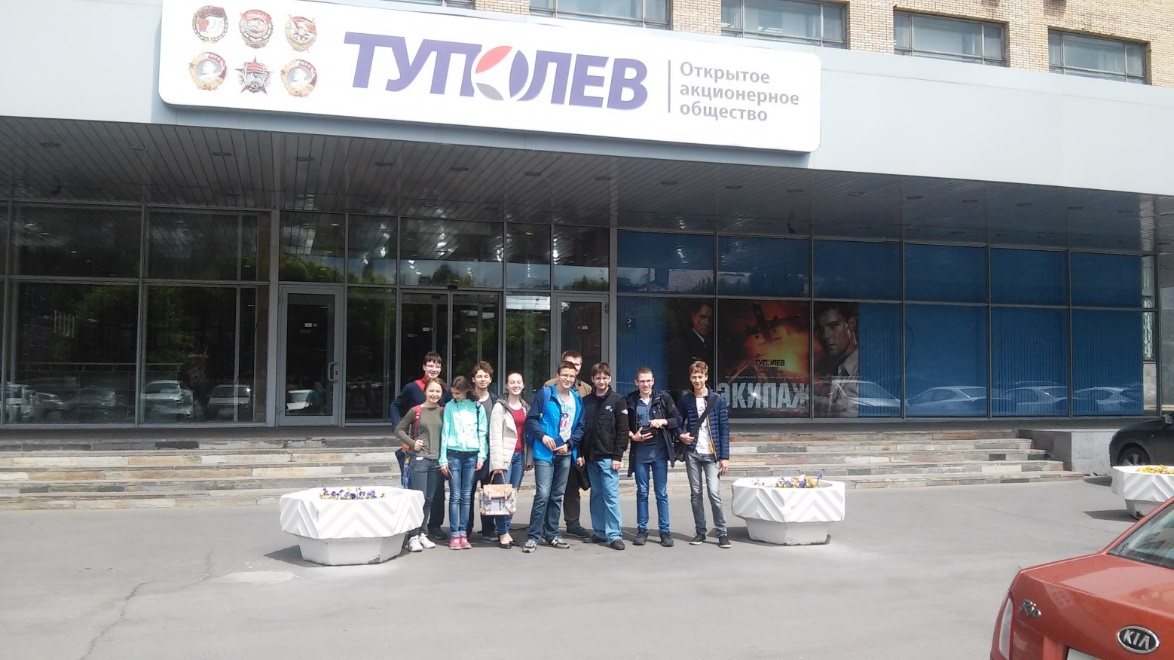 ТУПОЛЕВ
Открытое
акционерное
общество
ТУПОЛЕВ
ЭКИПАЖ
KIA